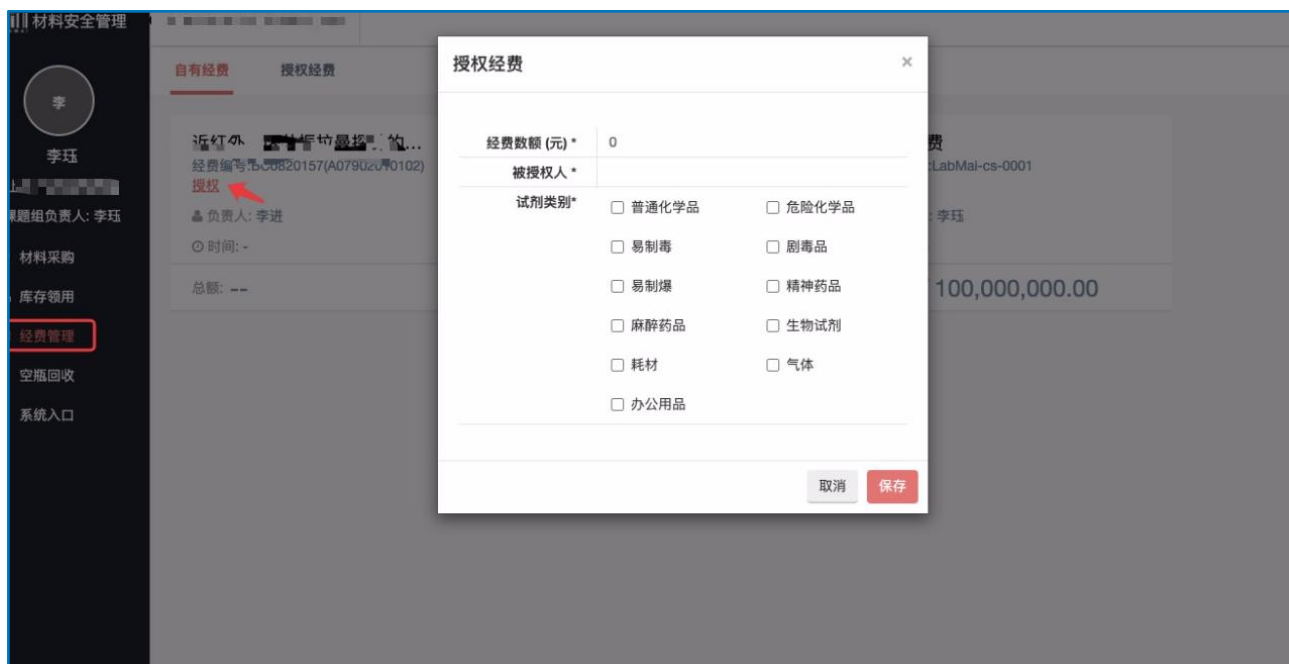 材料安全管理
李
李珏
课题组负责人: 李珏
材料采购
库存领用
经费管理
空瓶回收
系统入口
自有经费
授权经费
授权
负责人: 李进
时间: -
总额: --
授权经费
×
经费数额 (元) *
0
被授权人 *
试剂类别*
普通化学品
危险化学品
易制毒
剧毒品
易制爆
精神药品
麻醉药品
生物试剂
耗材
气体
办公用品
取消
保存
费
:LabMai-cs-0001
: 李珏
100,000,000.00